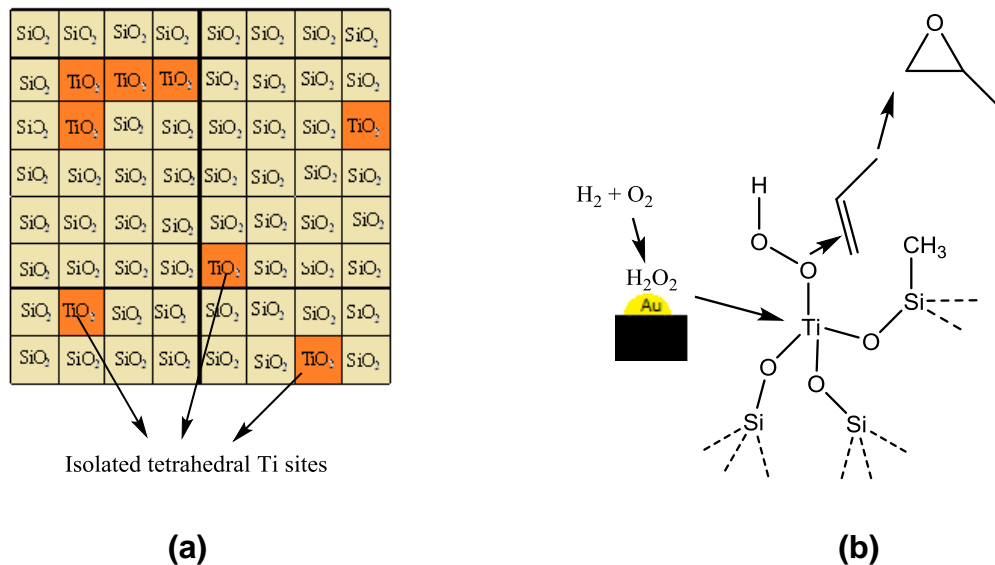 SiO₂ SiO₂ SiO₂ SiO₂ SiO₂ SiO₂ SiO₂ SiO₂
SiO₂ TiO₂ TiO₂ TiO₂ SiO₂ SiO₂ SiO₂ SiO₂
SiO₂ TiO₂ SiO₂ SiO₂ SiO₂ SiO₂ SiO₂ TiO₂
SiO₂ SiO₂ SiO₂ SiO₂ SiO₂ SiO₂ SiO₂ SiO₂
SiO₂ SiO₂ SiO₂ SiO₂ SiO₂ SiO₂ SiO₂ SiO₂
SiO₂ SiO₂ SiO₂ SiO₂ TiO₂ SiO₂ SiO₂ SiO₂
SiO₂ TiO₂ SiO₂ SiO₂ SiO₂ SiO₂ SiO₂ SiO₂
SiO₂ SiO₂ SiO₂ SiO₂ SiO₂ SiO₂ TiO₂ SiO₂
Isolated tetrahedral Ti sites
(a)
O
H₂ + O₂
H
O
O
H₂O₂
Au
CH₃
Si
Ti
O
O
O
Si
Si
(b)